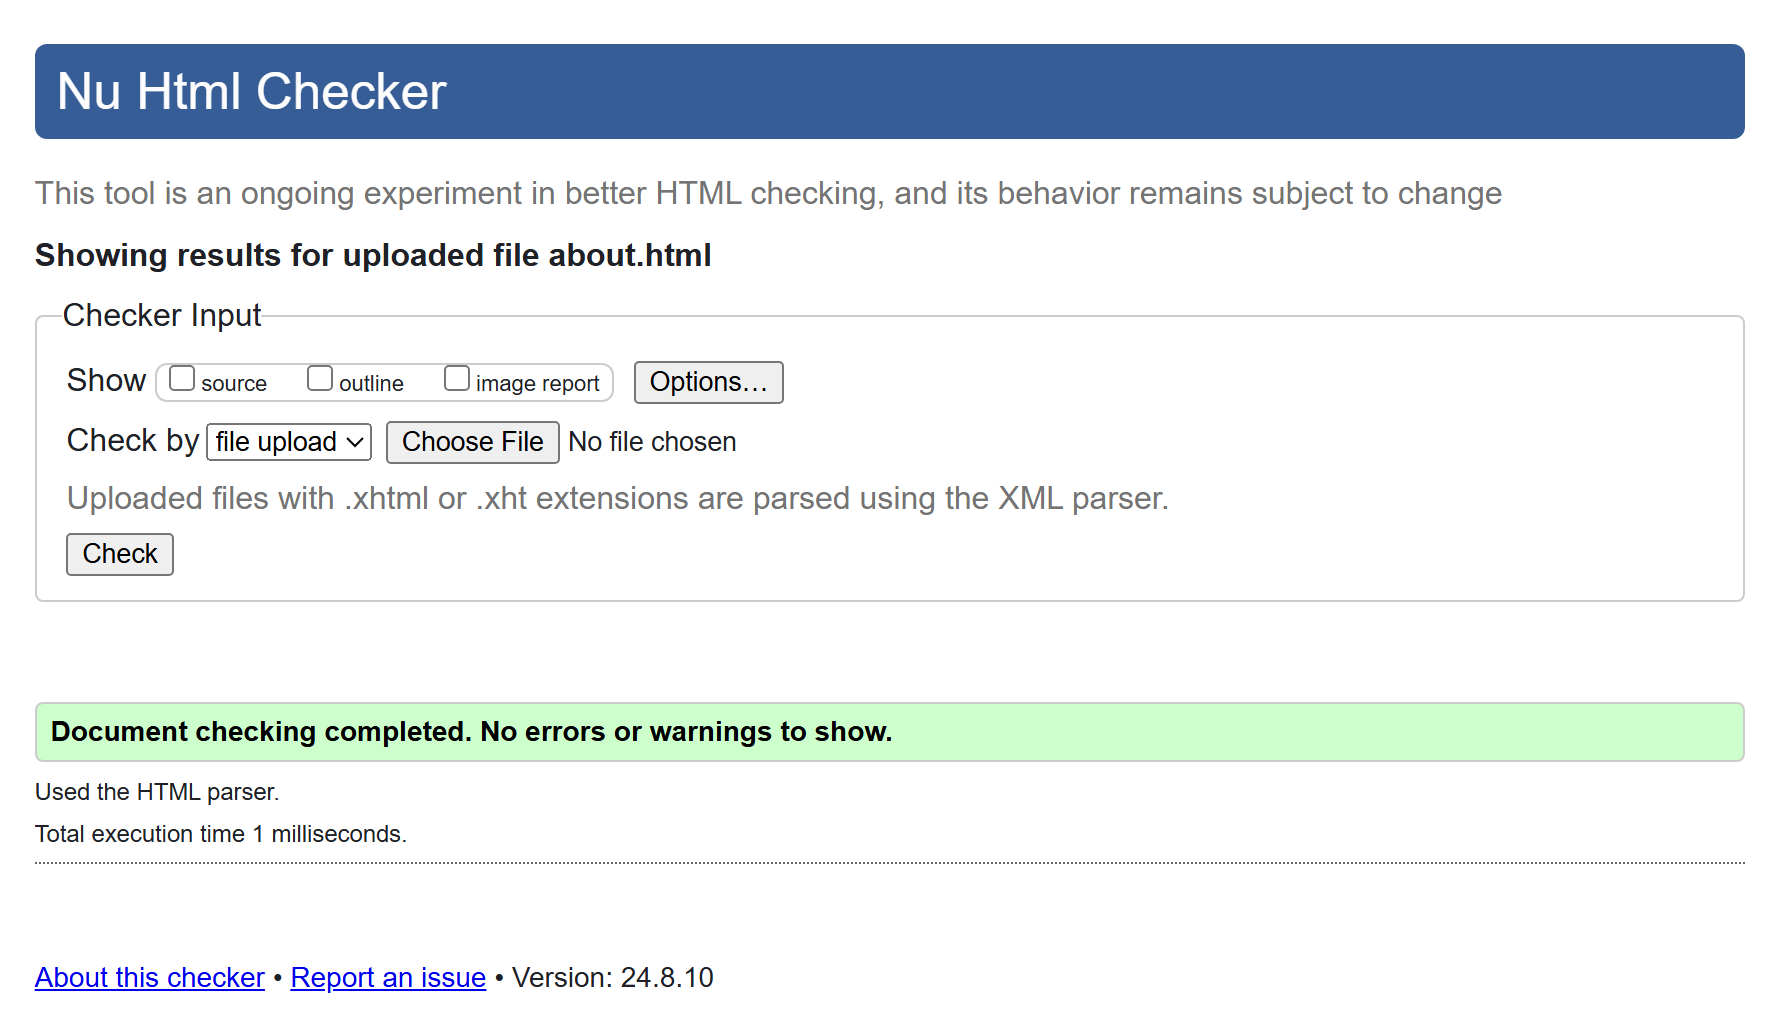 Nu Html Checker
This tool is an ongoing experiment in better HTML checking, and its behavior remains subject to change
Showing results for uploaded file about.html
Checker Input
Show source outline image report Options…
Check by file upload Choose File No file chosen
Uploaded files with .xhtml or .xht extensions are parsed using the XML parser.
Check
Document checking completed. No errors or warnings to show.
Used the HTML parser.
Total execution time 1 milliseconds.
About this checker • Report an issue • Version: 24.8.10